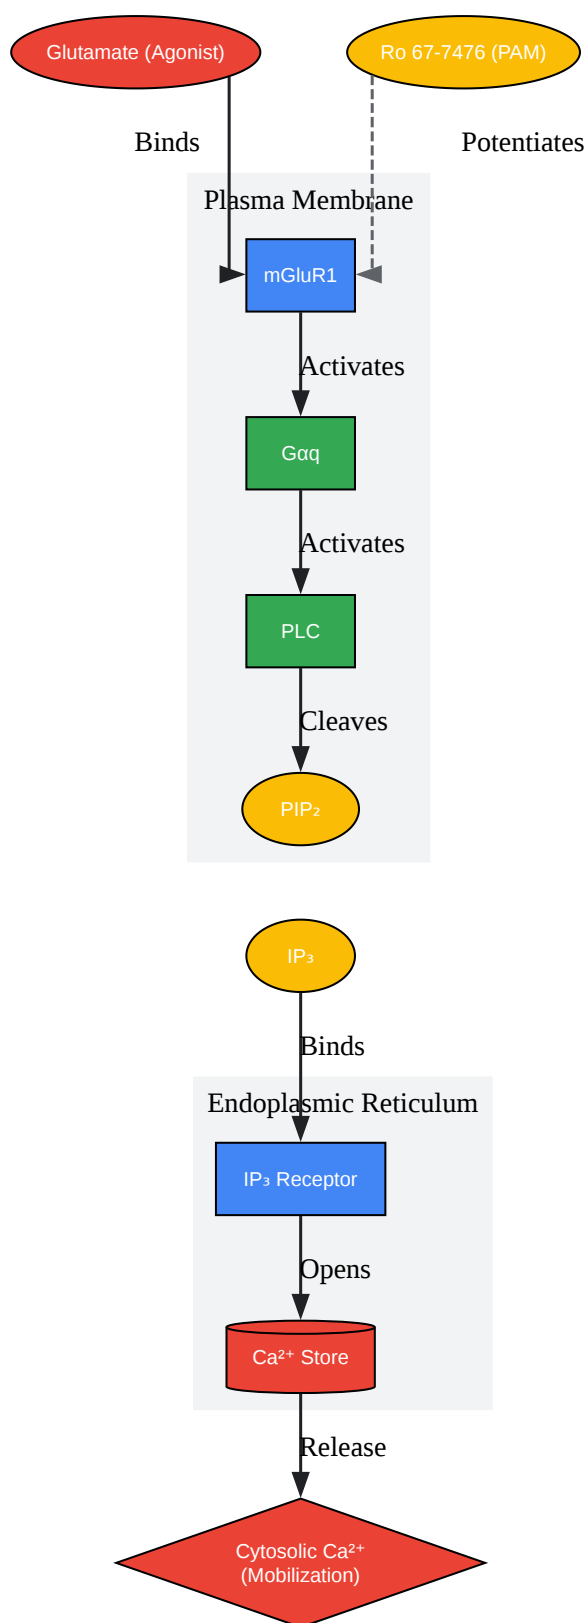 Glutamate (Agonist)
Ro 67-7476 (PAM)
Binds
Potentiates
Plasma Membrane
mGluR1
Activates
Gαq
Activates
PLC
Cleaves
PIP₂
IP₃
Binds
Endoplasmic Reticulum
IP₃ Receptor
Opens
Ca²⁺ Store
Release
Cytosolic Ca²⁺
(Mobilization)